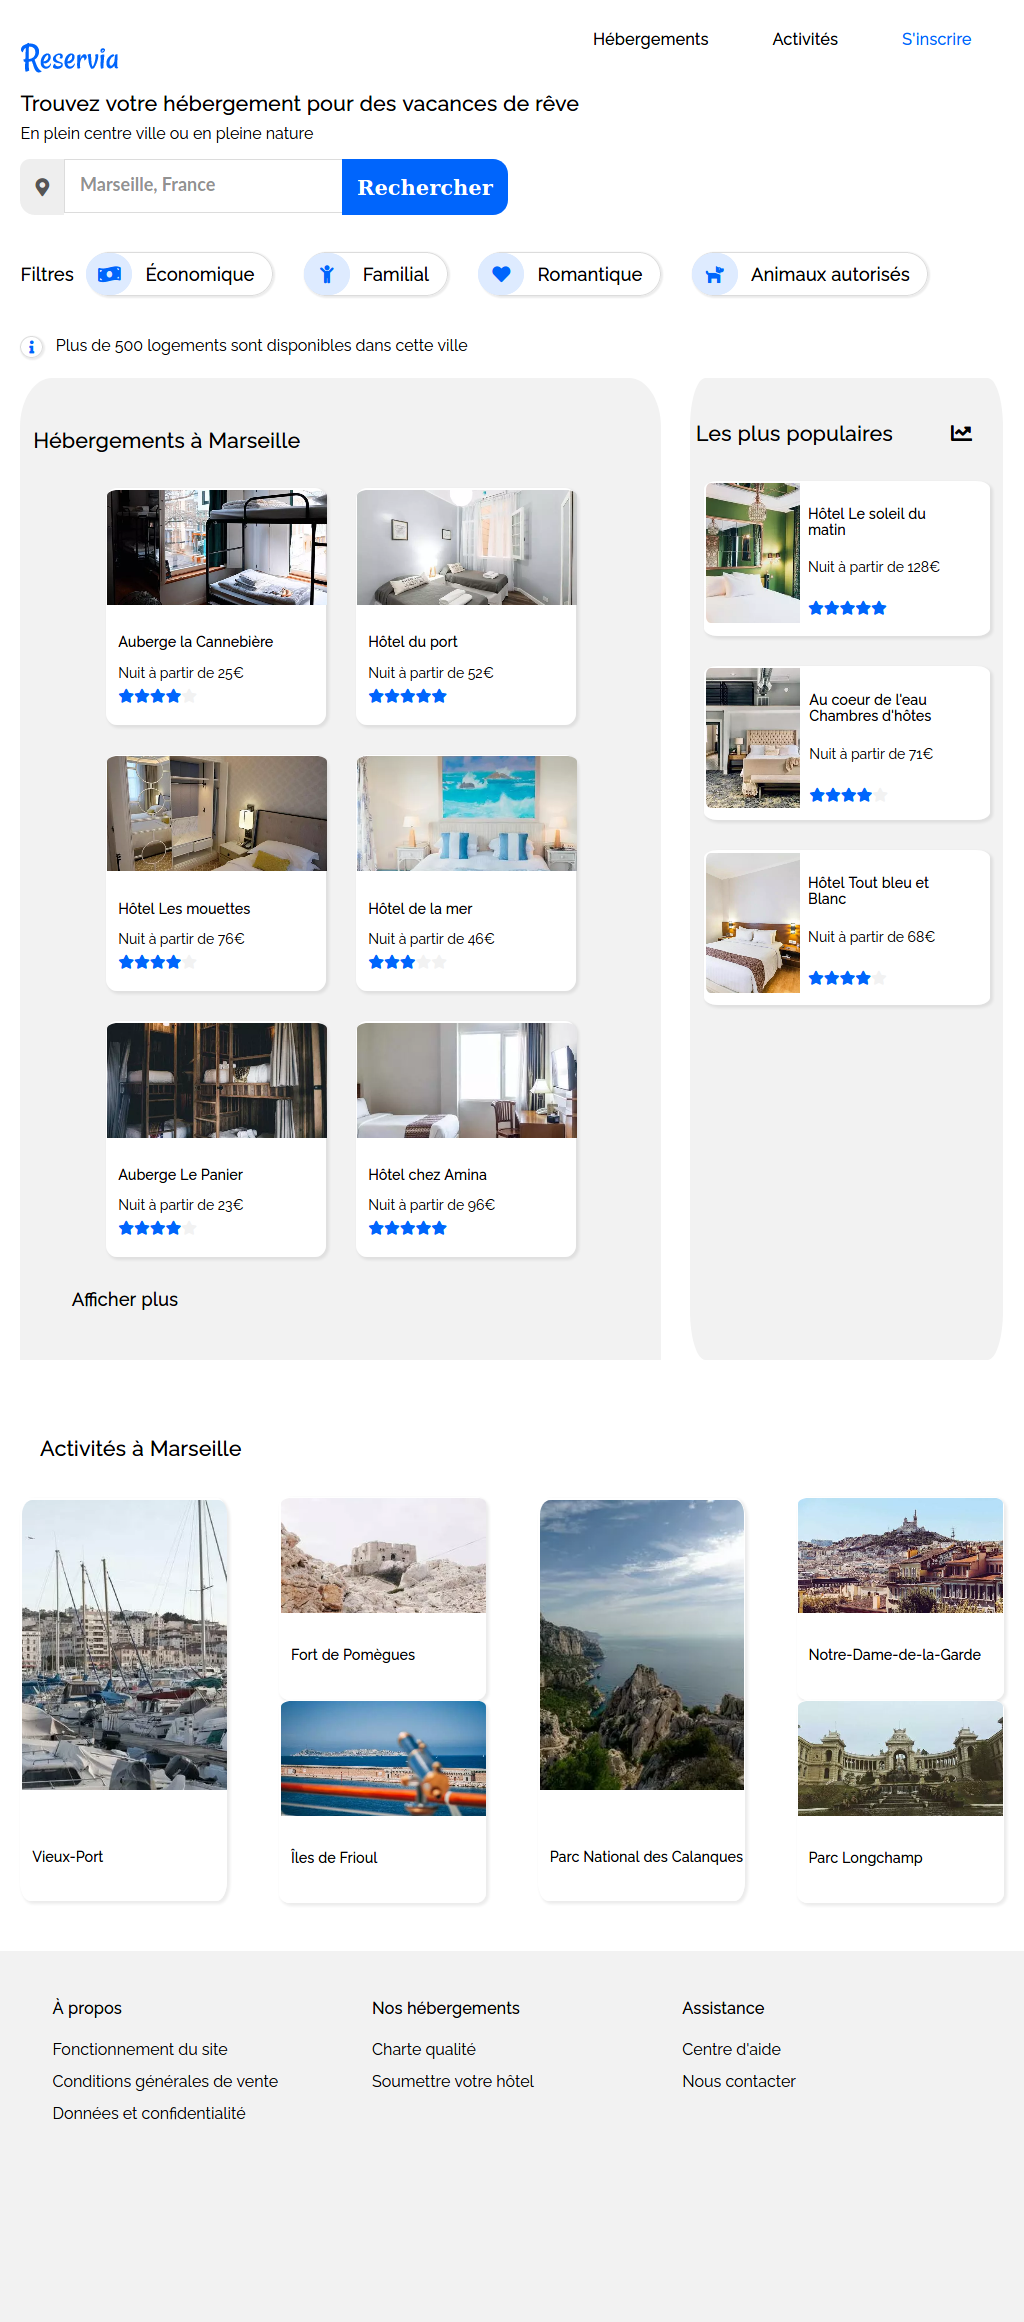 Reservia
Hébergements
Activités
S'inscrire
Trouvez votre hébergement pour des vacances de rêve
En plein centre ville ou en pleine nature
Marseille, France
Rechercher
Filtres
Économique
Familial
Romantique
Animaux autorisés
Plus de 500 logements sont disponibles dans cette ville
Hébergements à Marseille
Auberge la Cannebière
Nuit à partir de 25€
Hôtel du port
Nuit à partir de 52€
Hôtel Les mouettes
Nuit à partir de 76€
Hôtel de la mer
Nuit à partir de 46€
Auberge Le Panier
Nuit à partir de 23€
Hôtel chez Amina
Nuit à partir de 96€
Afficher plus
Les plus populaires
Hôtel Le soleil du
matin
Nuit à partir de 128€
Au coeur de l'eau
Chambres d'hôtes
Nuit à partir de 71€
Hôtel Tout bleu et
Blanc
Nuit à partir de 68€
Activités à Marseille
Vieux-Port
Fort de Pomègues
Îles de Frioul
Parc National des Calanques
Notre-Dame-de-la-Garde
Parc Longchamp
À propos
Fonctionnement du site
Conditions générales de vente
Données et confidentialité
Nos hébergements
Charte qualité
Soumettre votre hôtel
Assistance
Centre d'aide
Nous contacter